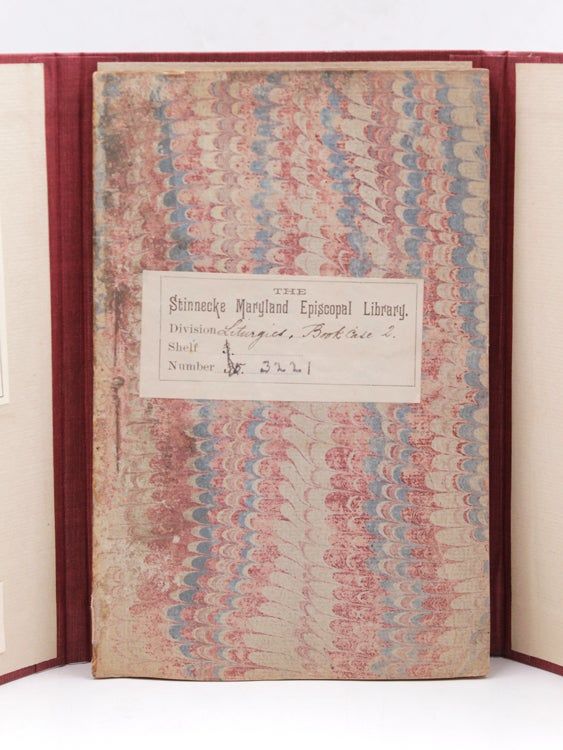 THE
Stinnecke Maryland Episcopal Library.
Division Liturgies, Book Case 2.
Shelf
Number 3221